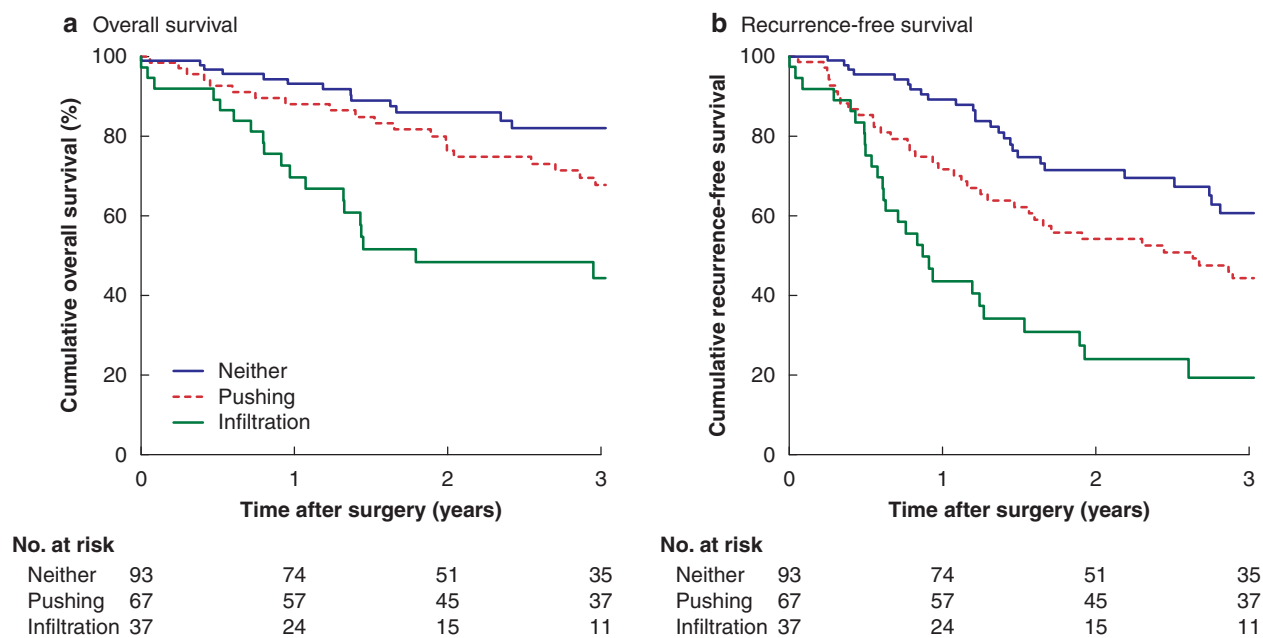 a Overall survival
100
80
60
40
20
0
Cumulative overall survival (%)
Neither
Pushing
Infiltration
0 1 2 3
Time after surgery (years)
No. at risk
Neither 93 74 51 35
Pushing 67 57 45 37
Infiltration 37 24 15 11
b Recurrence-free survival
100
80
60
40
20
0
Cumulative recurrence-free survival
0 1 2 3
Time after surgery (years)
No. at risk
Neither 93 74 51 35
Pushing 67 57 45 37
Infiltration 37 24 15 11